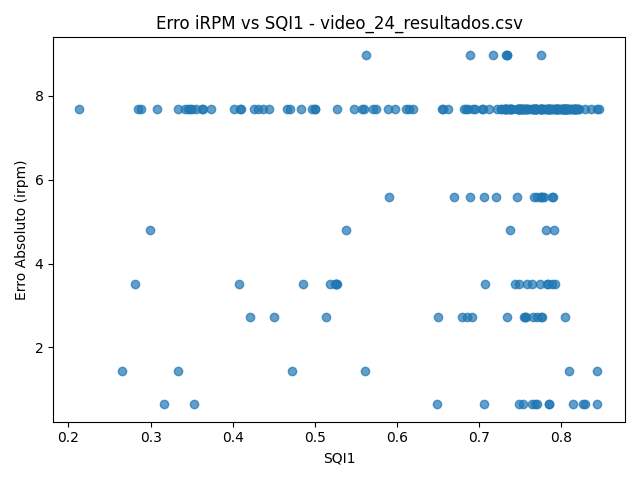 Erro iRPM vs SQI1 - video_24_resultados.csv
Erro Absoluto (irpm)
8
6
4
2
0.2 0.3 0.4 0.5 0.6 0.7 0.8
SQI1